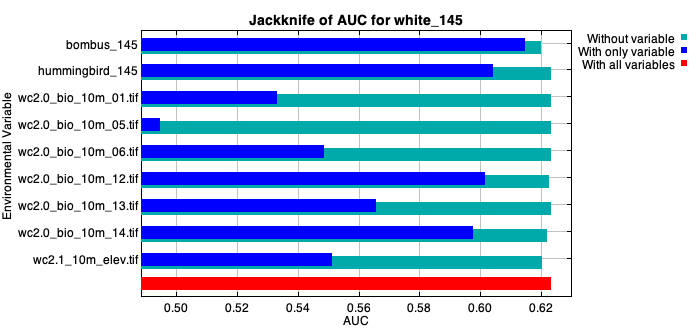 Jackknife of AUC for white_145
Environmental Variable
bombus_145
hummingbird_145
wc2.0_bio_10m_01.tif
wc2.0_bio_10m_05.tif
wc2.0_bio_10m_06.tif
wc2.0_bio_10m_12.tif
wc2.0_bio_10m_13.tif
wc2.0_bio_10m_14.tif
wc2.1_10m_elev.tif
0.50 0.52 0.54 0.56 0.58 0.60 0.62
AUC
Without variable
With only variable
With all variables